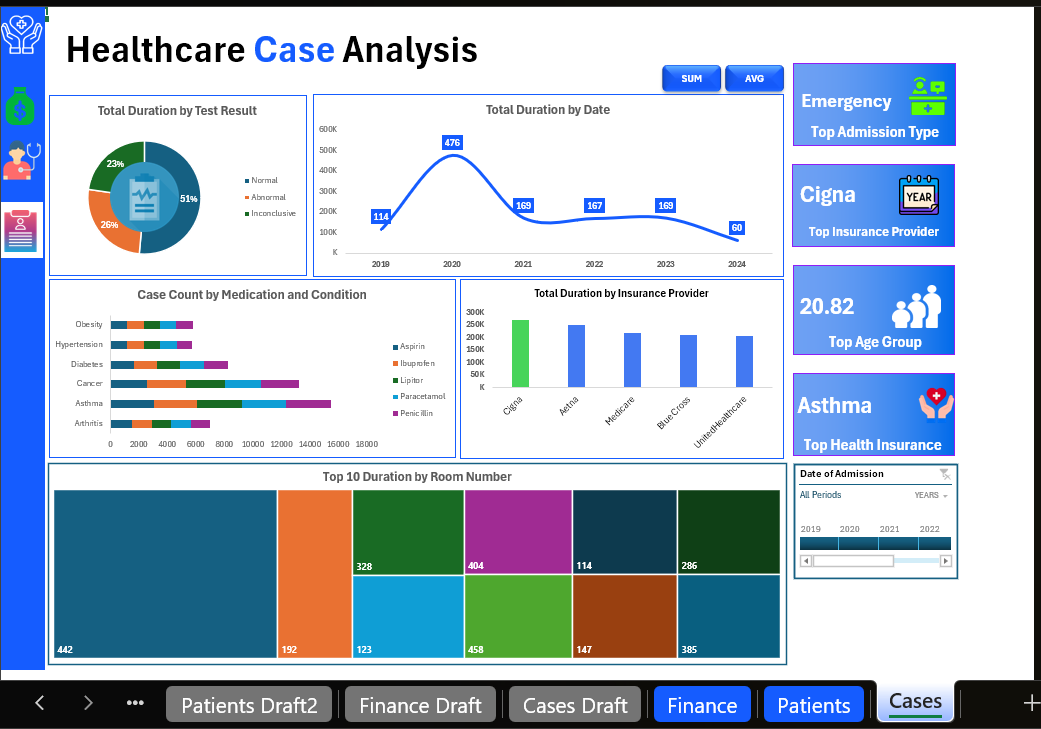 Healthcare Case Analysis
SUM
AVG
Total Duration by Test Result
23%
51%
26%
Normal
Abnormal
Inconclusive
Total Duration by Date
600K
500K
400K
300K
200K
100K
K
114
476
169
167
169
60
2019
2020
2021
2022
2023
2024
Emergency
Top Admission Type
Cigna
YEAR
Top Insurance Provider
20.82
Top Age Group
Asthma
Top Health Insurance
Case Count by Medication and Condition
Obesity
Hypertension
Diabetes
Cancer
Asthma
Arthritis
0
2000
4000
6000
8000
10000
12000
14000
16000
18000
Aspirin
Ibuprofen
Lipitor
Paracetamol
Penicillin
Total Duration by Insurance Provider
300K
250K
200K
150K
100K
50K
K
Cigna
Aetna
Medicare
Blue Cross
UnitedHealthcare
Top 10 Duration by Room Number
442
192
328
123
404
458
114
147
286
385
Date of Admission
All Periods
YEARS
2019
2020
2021
2022
Patients Draft2
Finance Draft
Cases Draft
Finance
Patients
Cases